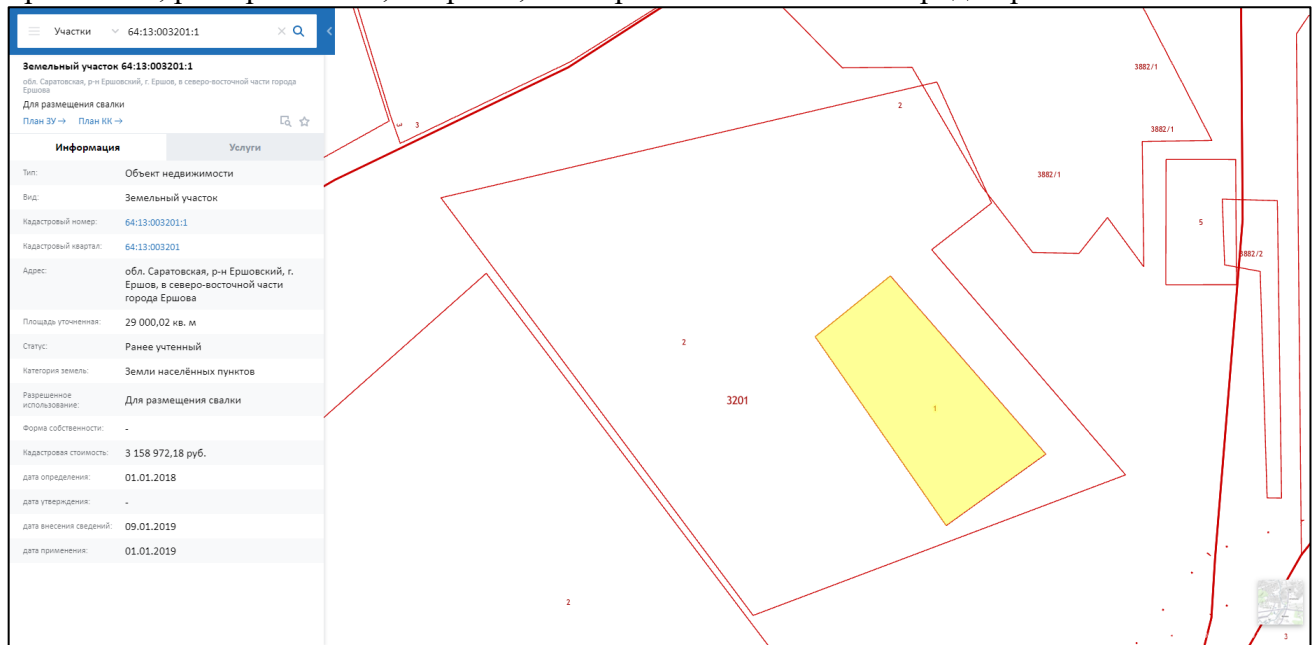 Участки 64:13:003201:1
Земельный участок 64:13:003201:1
обл. Саратовская, р-н Ершовский, г. Ершов, в северо-восточной части города
Ершова
Для размещения свалки
План ЗУ → План КК →
Информация Услуги
Тип: Объект недвижимости
Вид: Земельный участок
Кадастровый номер: 64:13:003201:1
Кадастровый квартал: 64:13:003201
Адрес: обл. Саратовская, р-н Ершовский, г.
Ершов, в северо-восточной части
города Ершова
Площадь уточненная: 29 000,02 кв. м
Статус: Ранее учтенный
Категория земель: Земли населённых пунктов
Разрешенное
использование: Для размещения свалки
Форма собственности: -
Кадастровая стоимость: 3 158 972,18 руб.
дата определения: 01.01.2018
дата утверждения: -
дата внесения сведений: 09.01.2019
дата применения: 01.01.2019
3882/1
2
3
3
3882/1
3882/1
5
3882/2
2
3201
1
2
3